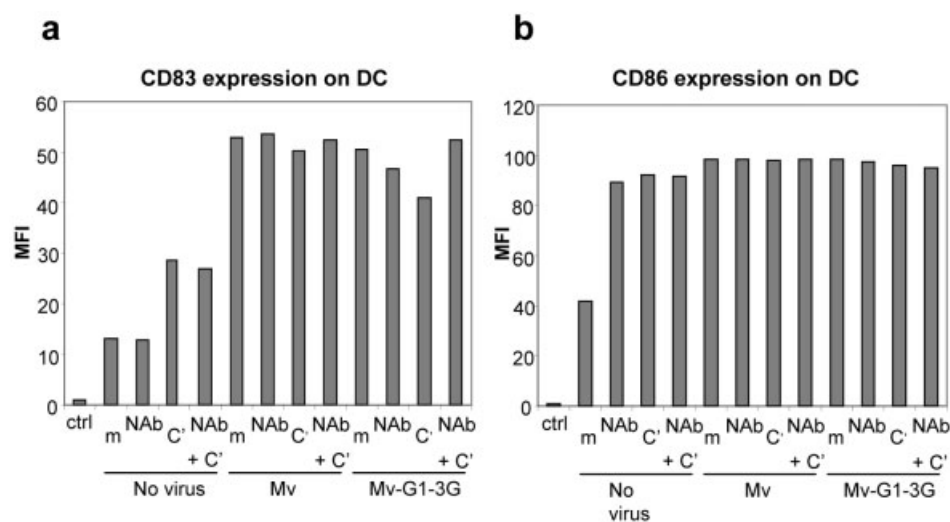 a
CD83 expression on DC
MFI
60
50
40
30
20
10
0
ctrl m NAb C' NAb m NAb C' NAb m NAb C' NAb
+ C' + C' + C'
No virus Mv Mv-G1-3G
b
CD86 expression on DC
MFI
120
100
80
60
40
20
0
ctrl m NAb C' NAb m NAb C' NAb m NAb C' NAb
+ C' + C' + C'
No Mv Mv-G1-3G
virus